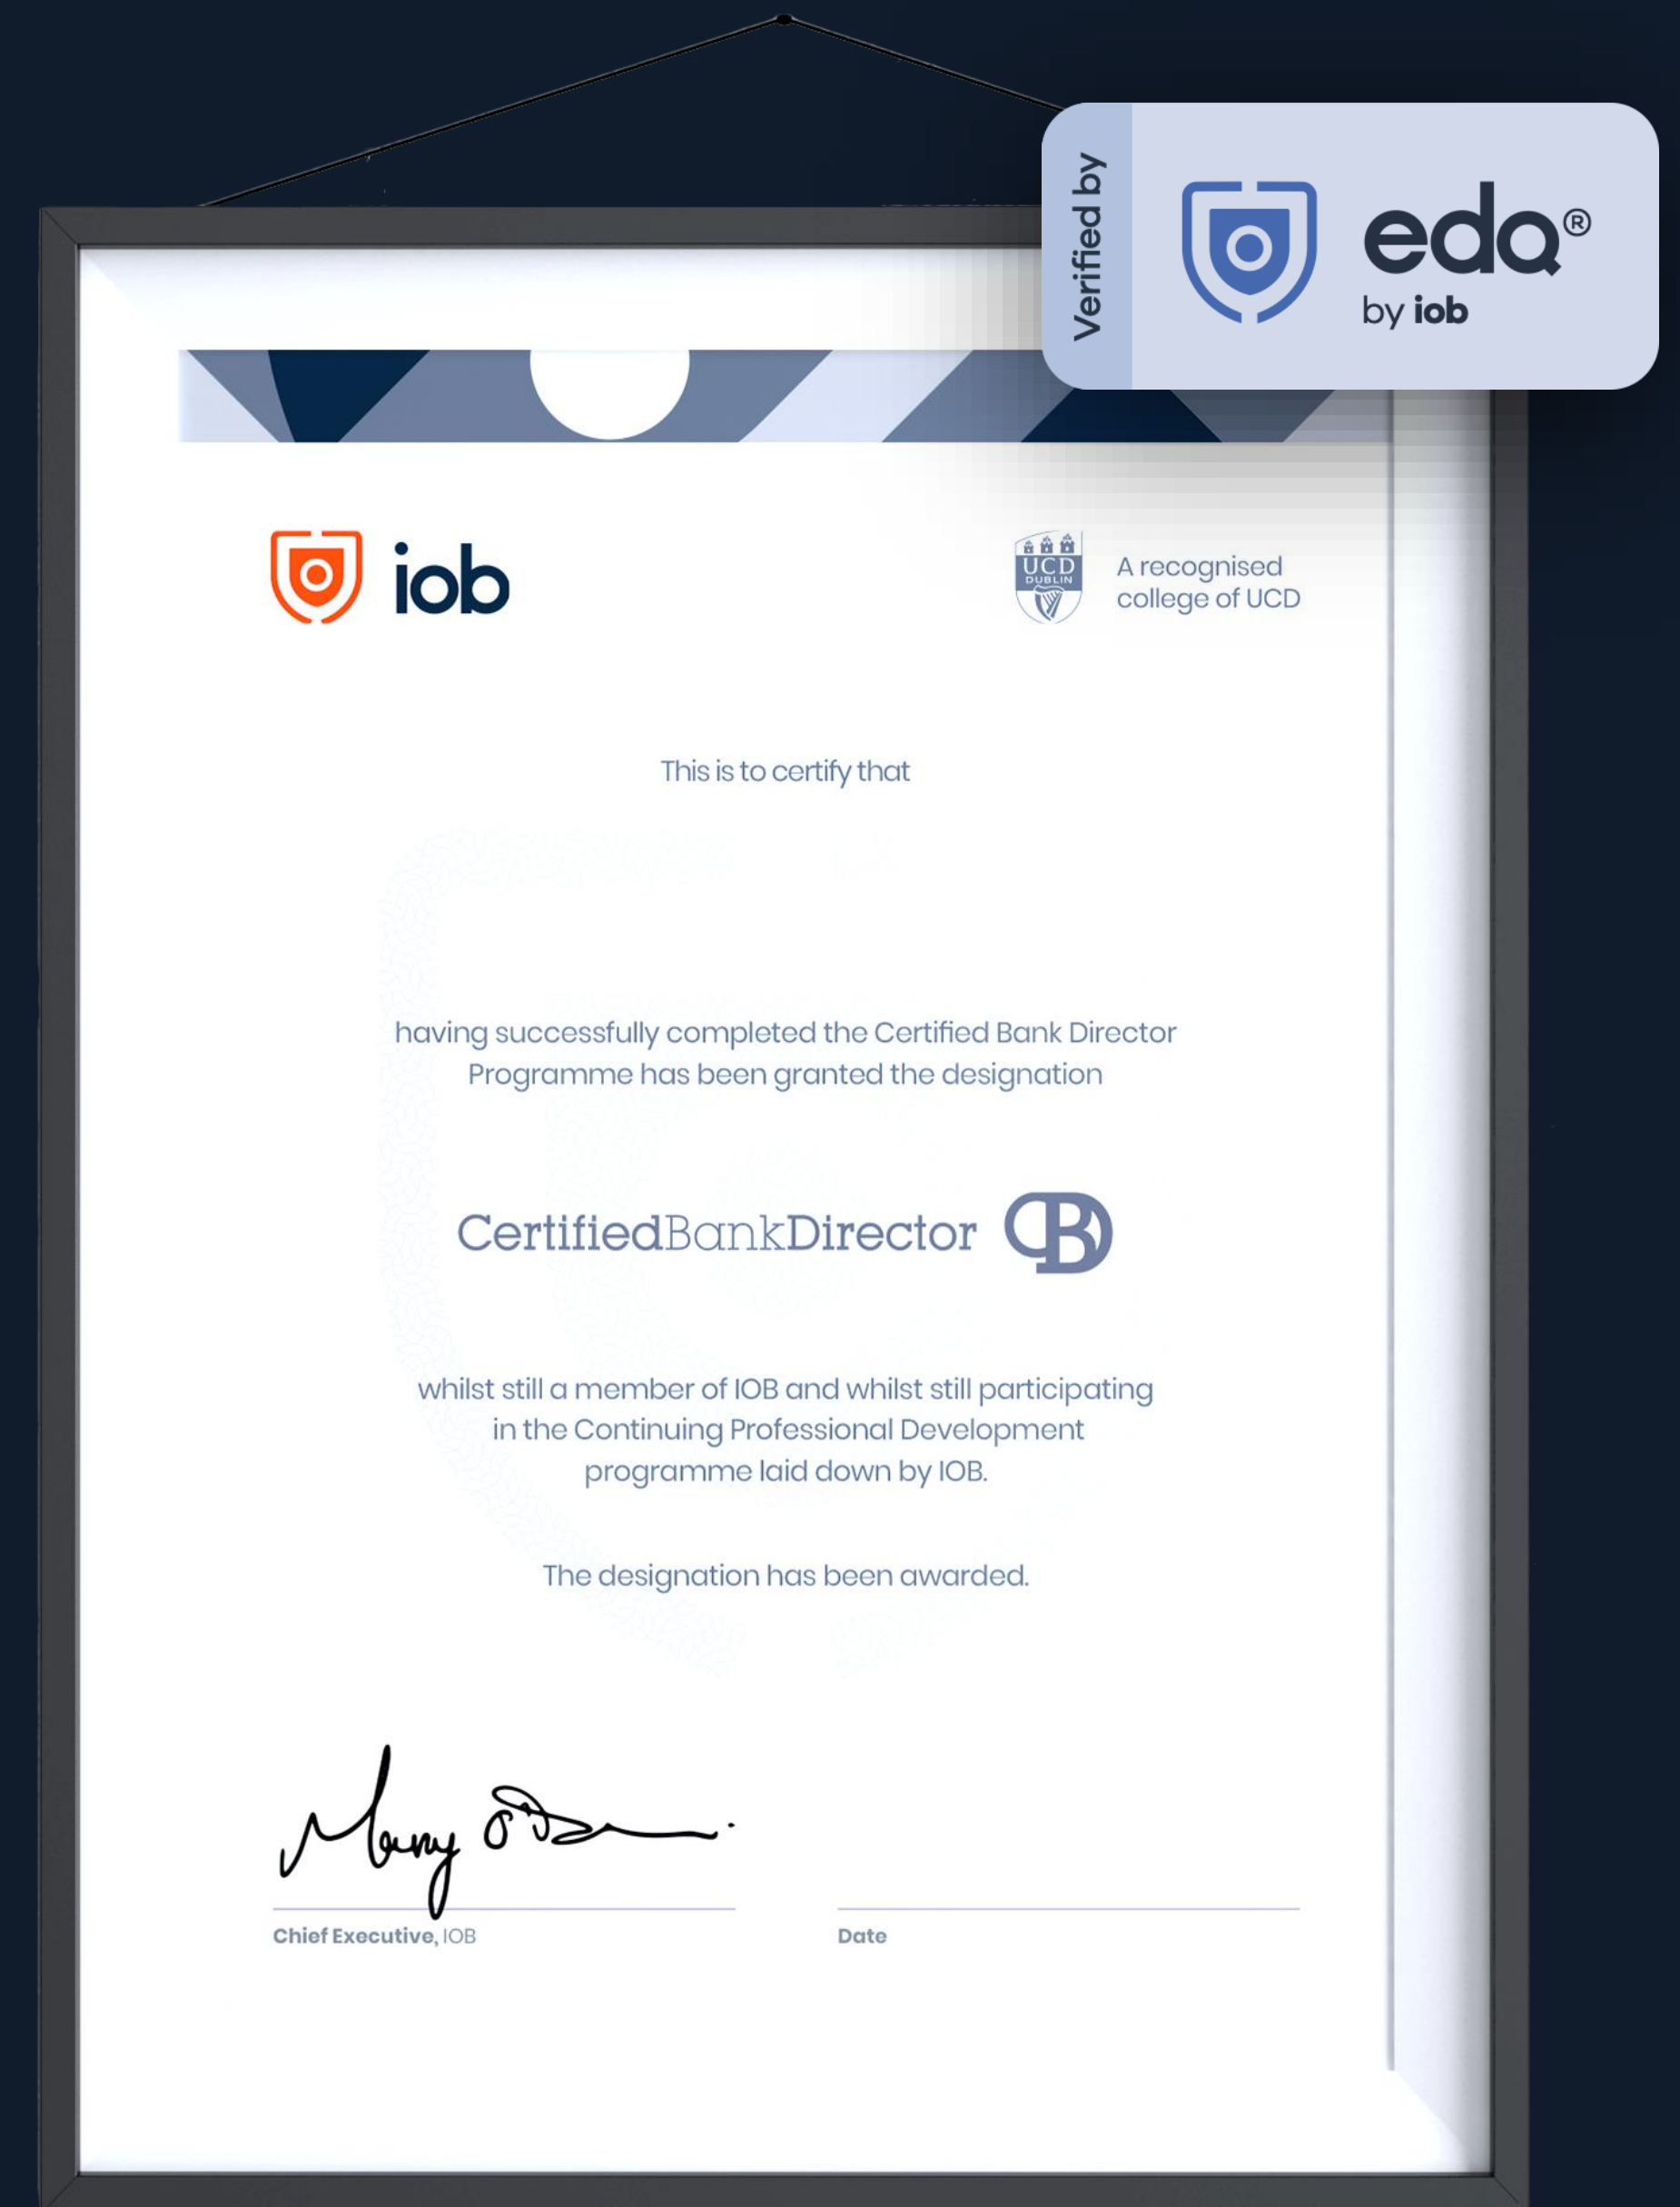 Verified by
edq®
by iob
iob
UCD
DUBLIN
A recognised
college of UCD
This is to certify that
having successfully completed the Certified Bank Director
Programme has been granted the designation
CertifiedBankDirector
whilst still a member of IOB and whilst still participating
in the Continuing Professional Development
programme laid down by IOB.
The designation has been awarded.
Chief Executive, IOB
Date